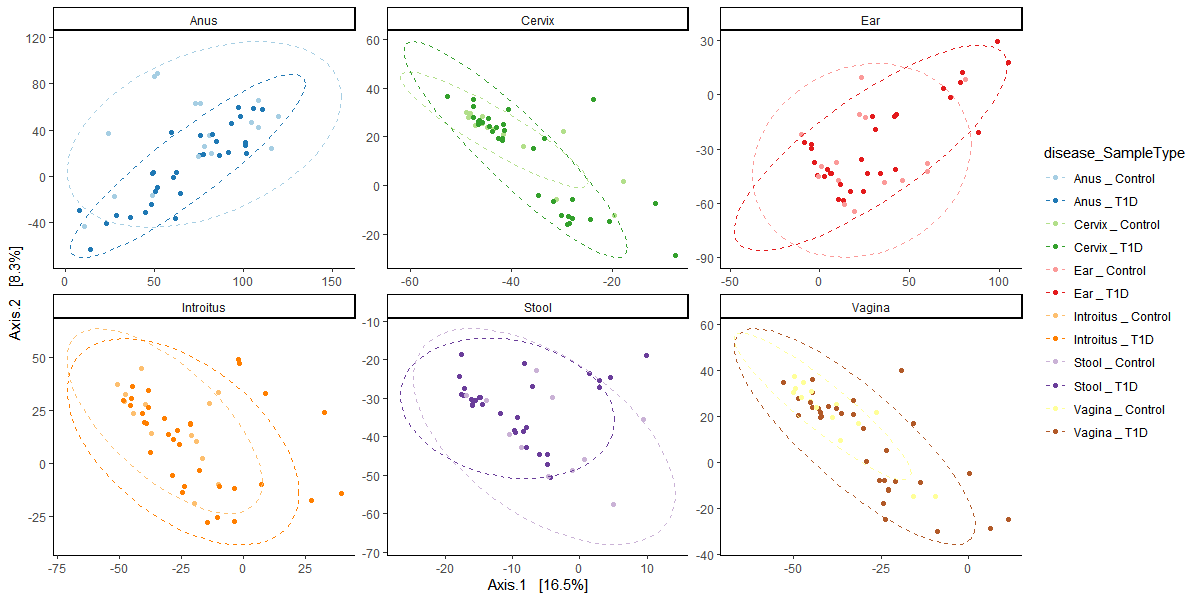 Anus
Cervix
Ear
120
80
40
0
-40
0
50
100
150
60
40
20
0
-20
-60
-40
-20
30
0
-30
-60
-90
-50
0
50
100
Introitus
Stool
Vagina
50
25
0
-25
-75
-50
-25
0
25
-10
-20
-30
-40
-50
-60
-70
-20
-10
0
10
60
40
20
0
-20
-40
-50
-25
0
Axis.2 [8.3%]
Axis.1 [16.5%]
disease_SampleType
Anus _ Control
Anus _ T1D
Cervix _ Control
Cervix _ T1D
Ear _ Control
Ear _ T1D
Introitus _ Control
Introitus _ T1D
Stool _ Control
Stool _ T1D
Vagina _ Control
Vagina _ T1D